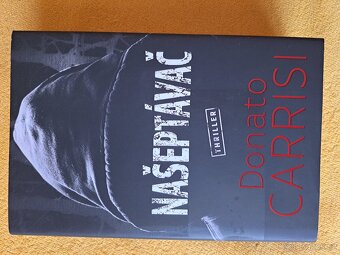 NAŠEPTÁVAČ
THRILLER
Donato
CARRISI